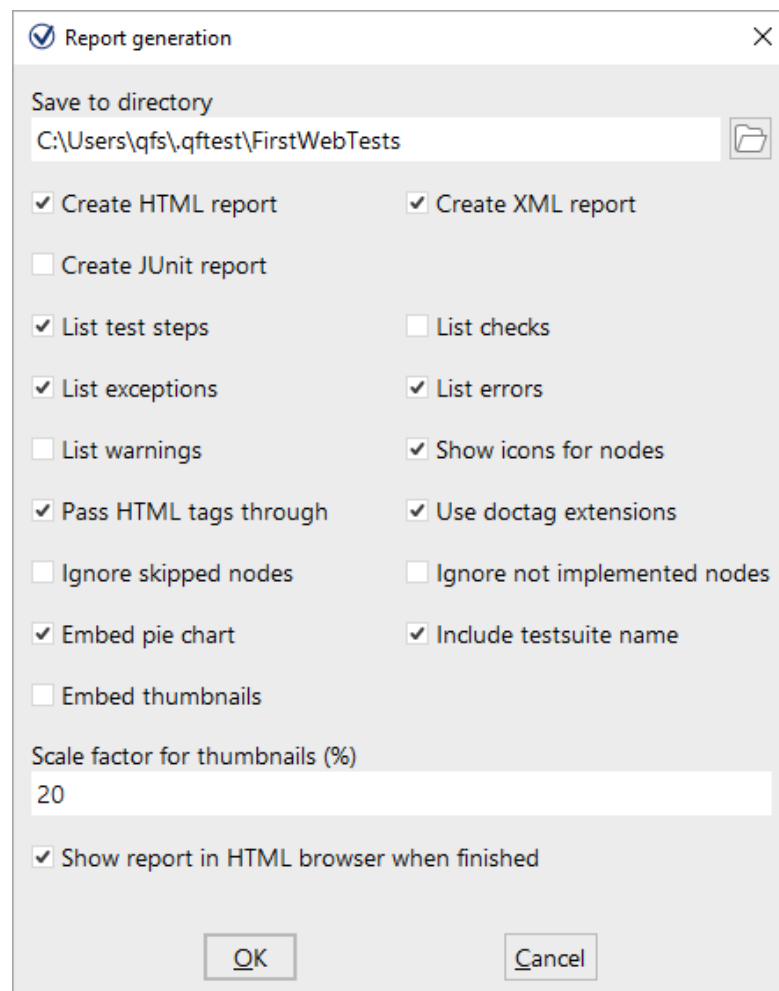 Report generation
Save to directory
C:\Users\qfs\.qftest\FirstWebTests
Create HTML report Create XML report
Create JUnit report
List test steps List checks
List exceptions List errors
List warnings Show icons for nodes
Pass HTML tags through Use doctag extensions
Ignore skipped nodes Ignore not implemented nodes
Embed pie chart Include testsuite name
Embed thumbnails
Scale factor for thumbnails (%)
20
Show report in HTML browser when finished
OK Cancel